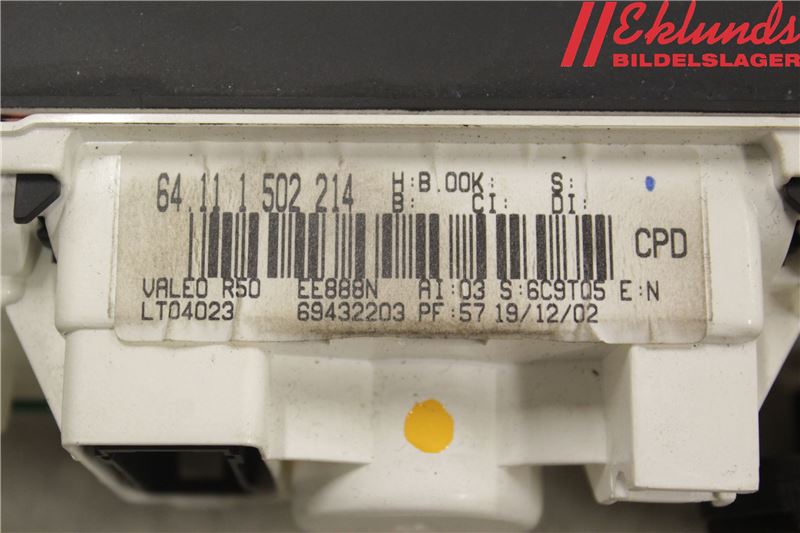 Eklunds
BILDELSLAGER
64.11 1 502 214 H:B.00K: S:
B: CI: DI:
CPD
VALEO R50 EE888N AI:03 S:6C9TQ5 E:N
LT04023 69432203 PF:57 19/12/02